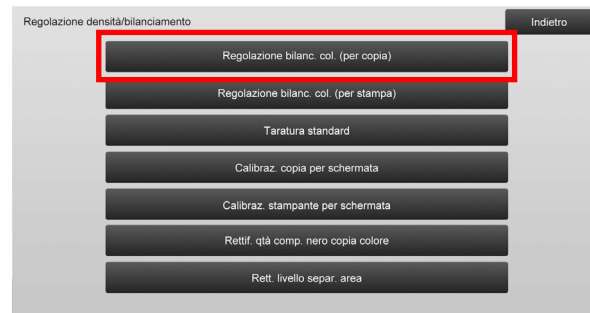 Regolazione densità/bilanciamento
Indietro
Regolazione bilanc. col. (per copia)
Regolazione bilanc. col. (per stampa)
Taratura standard
Calibraz. copia per schermata
Calibraz. stampante per schermata
Rettif. qtà comp. nero copia colore
Rett. livello separ. area